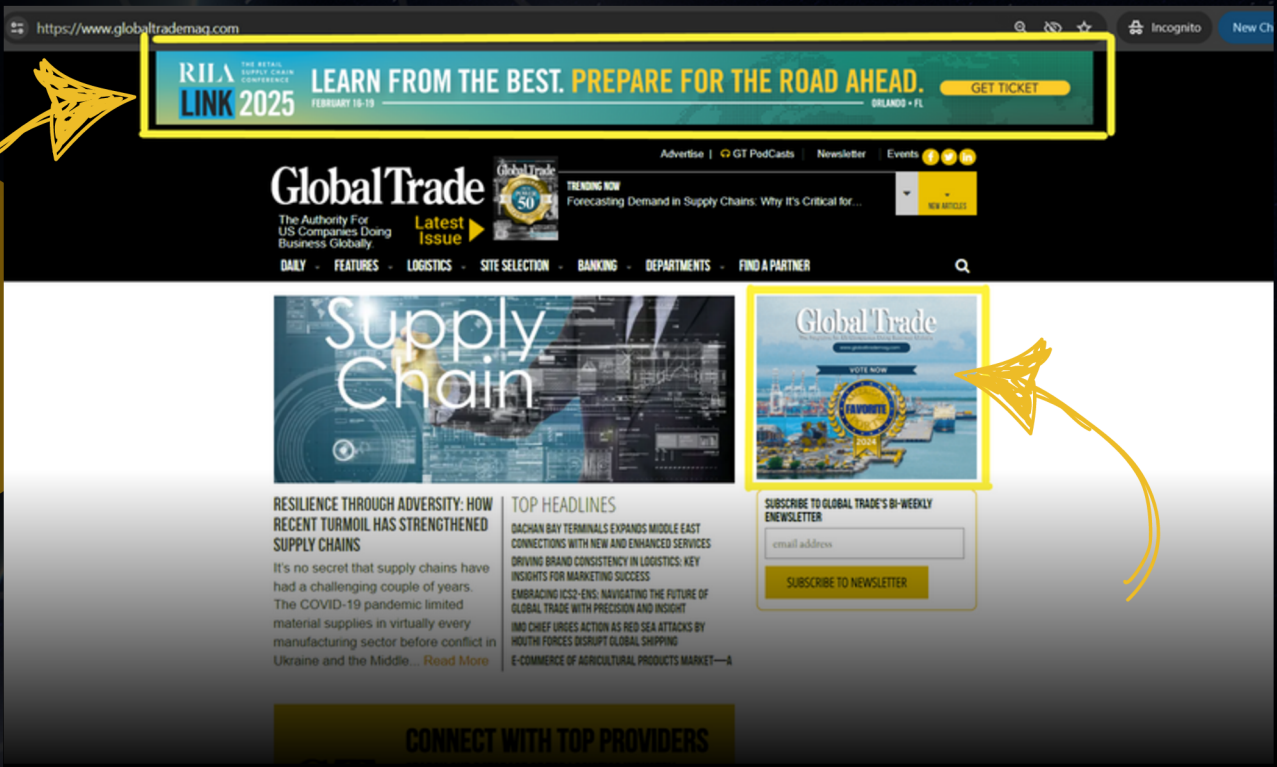 https://www.globaltrademag.com
Incognito
New Ch
RILA THE RETAIL SUPPLY CHAIN CONFERENCE
LINK 2025
LEARN FROM THE BEST. PREPARE FOR THE ROAD AHEAD.
FEBRUARY 16-19
ORLANDO • FL
GET TICKET
Advertise | GT PodCasts Newsletter Events
Global Trade
The Authority For
US Companies Doing
Business Globally.
Latest
Issue
Global Trade
POWER
50
TRENDING NOW
Forecasting Demand in Supply Chains: Why It's Critical for...
NEW ARTICLES
DAILY FEATURES LOGISTICS SITE SELECTION BANKING DEPARTMENTS FIND A PARTNER
Supply
Chain
Global Trade
www.globaltrademag.com
VOTE NOW
FAVORITE
2024
RESILIENCE THROUGH ADVERSITY: HOW
RECENT TURMOIL HAS STRENGTHENED
SUPPLY CHAINS
It's no secret that supply chains have
had a challenging couple of years.
The COVID-19 pandemic limited
material supplies in virtually every
manufacturing sector before conflict in
Ukraine and the Middle... Read More
TOP HEADLINES
DACHAN BAY TERMINALS EXPANDS MIDDLE EAST
CONNECTIONS WITH NEW AND ENHANCED SERVICES
DRIVING BRAND CONSISTENCY IN LOGISTICS: KEY
INSIGHTS FOR MARKETING SUCCESS
EMBRACING ICS2-ENS: NAVIGATING THE FUTURE OF
GLOBAL TRADE WITH PRECISION AND INSIGHT
IMO CHIEF URGES ACTION AS RED SEA ATTACKS BY
HOUTHI FORCES DISRUPT GLOBAL SHIPPING
E-COMMERCE OF AGRICULTURAL PRODUCTS MARKET—A
SUBSCRIBE TO GLOBAL TRADE'S BI-WEEKLY
ENEWSLETTER
email address
SUBSCRIBE TO NEWSLETTER
CONNECT WITH TOP PROVIDERS